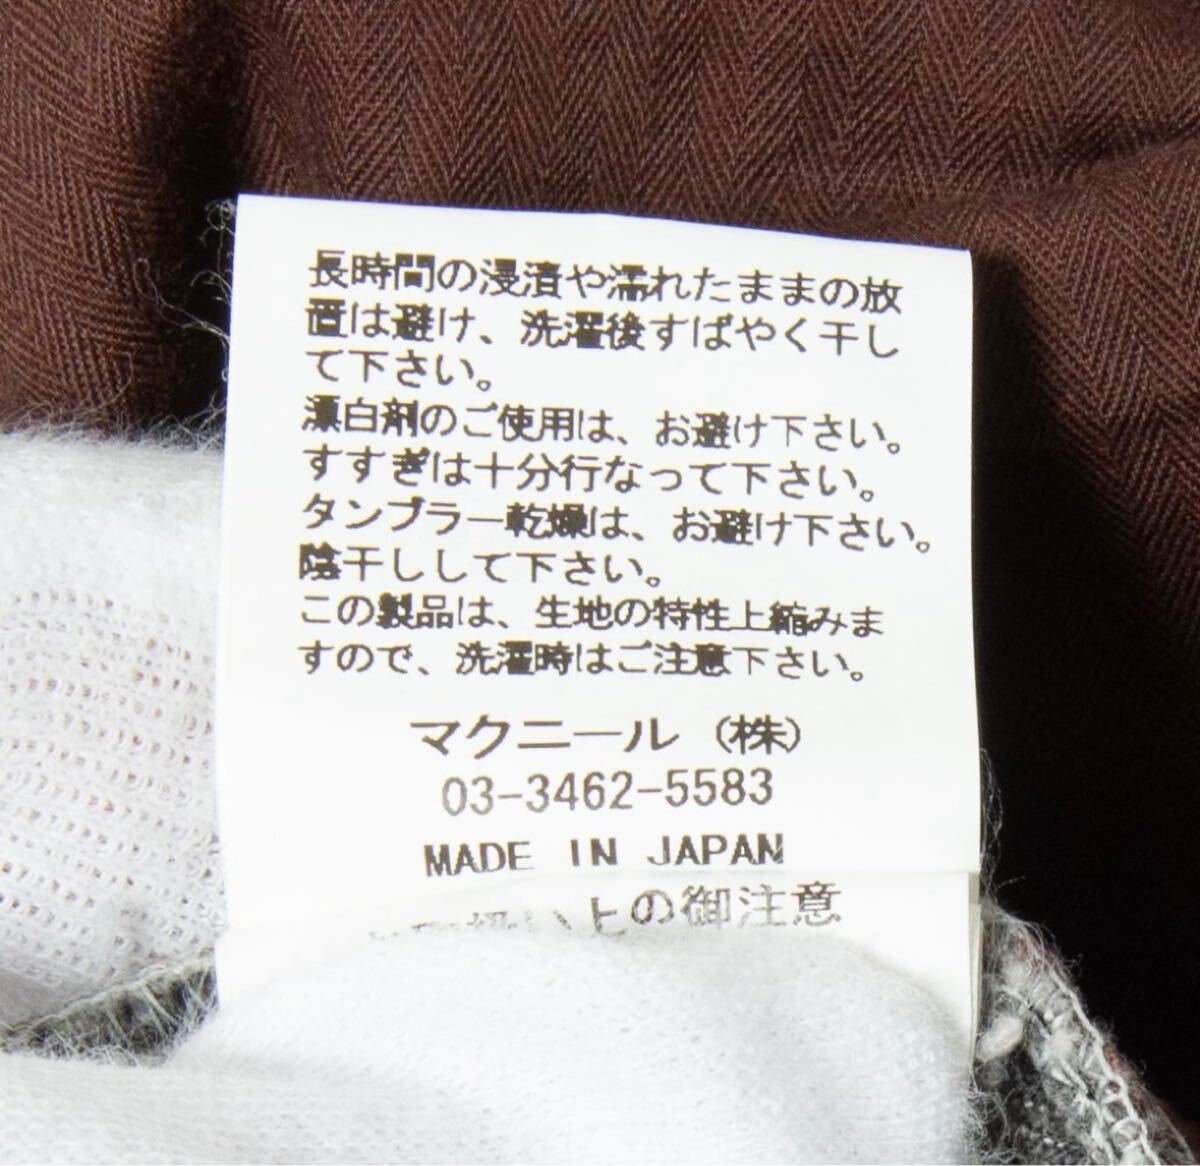 長時間の浸漬や濡れたままの放
置は避け、洗濯後すばやく干し
て下さい。
漂白剤のご使用は、お避け下さい。
すすぎは十分行なって下さい。
タンブラー乾燥は、お避け下さい。
陰干しして下さい。
この製品は、生地の特性上縮みま
すので、洗濯時はご注意下さい。
マクニール（株）
03-3462-5583
MADE IN JAPAN
上の御注意